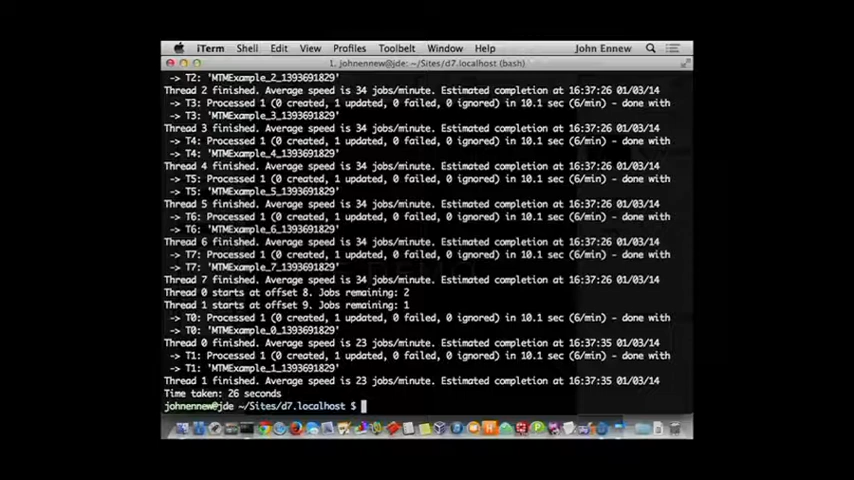 iTerm Shell Edit View Profiles Toolbelt Window Help John Ennew
1. johnennew@jde: ~/Sites/d7.localhost (bash)
-> T2: 'MTMExample_2_1393691829'
Thread 2 finished. Average speed is 34 jobs/minute. Estimated completion at 16:37:26 01/03/14
-> T3: Processed 1 (0 created, 1 updated, 0 failed, 0 ignored) in 10.1 sec (6/min) - done with
-> T3: 'MTMExample_3_1393691829'
Thread 3 finished. Average speed is 34 jobs/minute. Estimated completion at 16:37:26 01/03/14
-> T4: Processed 1 (0 created, 1 updated, 0 failed, 0 ignored) in 10.1 sec (6/min) - done with
-> T4: 'MTMExample_4_1393691829'
Thread 4 finished. Average speed is 34 jobs/minute. Estimated completion at 16:37:26 01/03/14
-> T5: Processed 1 (0 created, 1 updated, 0 failed, 0 ignored) in 10.1 sec (6/min) - done with
-> T5: 'MTMExample_5_1393691829'
Thread 5 finished. Average speed is 34 jobs/minute. Estimated completion at 16:37:26 01/03/14
-> T6: Processed 1 (0 created, 1 updated, 0 failed, 0 ignored) in 10.1 sec (6/min) - done with
-> T6: 'MTMExample_6_1393691829'
Thread 6 finished. Average speed is 34 jobs/minute. Estimated completion at 16:37:26 01/03/14
-> T7: Processed 1 (0 created, 1 updated, 0 failed, 0 ignored) in 10.1 sec (6/min) - done with
-> T7: 'MTMExample_7_1393691829'
Thread 7 finished. Average speed is 34 jobs/minute. Estimated completion at 16:37:26 01/03/14
Thread 0 starts at offset 8. Jobs remaining: 2
Thread 1 starts at offset 9. Jobs remaining: 1
-> T0: Processed 1 (0 created, 1 updated, 0 failed, 0 ignored) in 10.1 sec (6/min) - done with
-> T0: 'MTMExample_0_1393691829'
Thread 0 finished. Average speed is 23 jobs/minute. Estimated completion at 16:37:35 01/03/14
-> T1: Processed 1 (0 created, 1 updated, 0 failed, 0 ignored) in 10.1 sec (6/min) - done with
-> T1: 'MTMExample_1_1393691829'
Thread 1 finished. Average speed is 23 jobs/minute. Estimated completion at 16:37:35 01/03/14
Time taken: 26 seconds
johnennew@jde ~/Sites/d7.localhost $